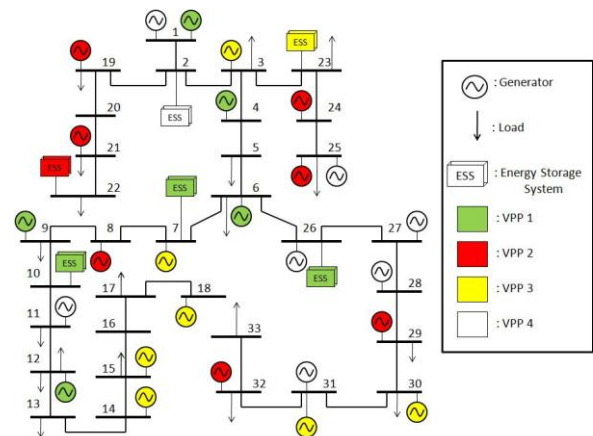 1
19
2
3
23
ESS
ESS
20
4
24
21
5
25
ESS
22
6
ESS
9
8
7
26
27
10
ESS
ESS
17
18
28
11
33
16
29
12
15
32
31
30
13
14
: Generator
: Load
ESS
: Energy Storage
System
: VPP 1
: VPP 2
: VPP 3
: VPP 4